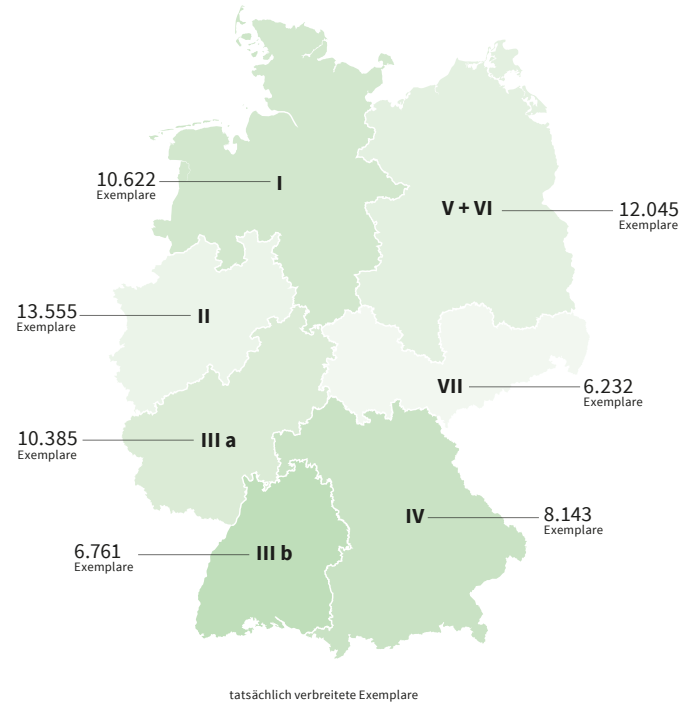 I
10.622
Exemplare
V + VI
12.045
Exemplare
13.555
Exemplare
II
VII
6.232
Exemplare
10.385
Exemplare
III a
IV
8.143
Exemplare
6.761
Exemplare
III b
tatsächlich verbreitete Exemplare